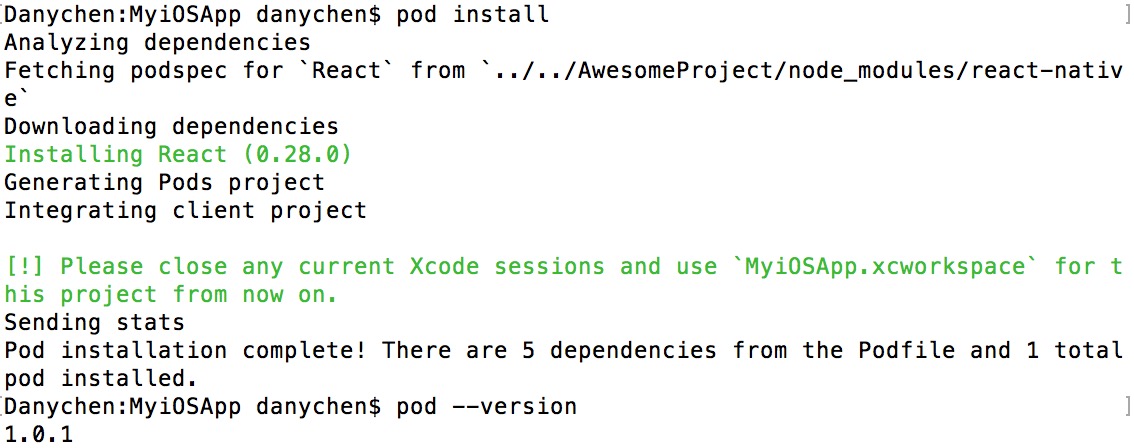 [Danychen:MyiOSApp danychen$ pod install ]
Analyzing dependencies
Fetching podspec for `React` from `../../AwesomeProject/node_modules/react-nativ
e`
Downloading dependencies
Installing React (0.28.0)
Generating Pods project
Integrating client project
[!] Please close any current Xcode sessions and use `MyiOSApp.xcworkspace` for t
his project from now on.
Sending stats
Pod installation complete! There are 5 dependencies from the Podfile and 1 total
pod installed.
[Danychen:MyiOSApp danychen$ pod --version ]
1.0.1